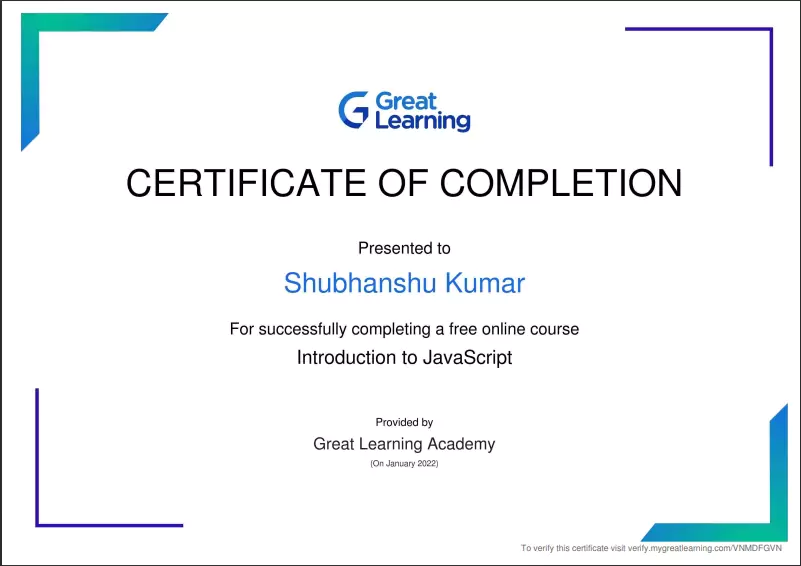 Great
Learning
CERTIFICATE OF COMPLETION
Presented to
Shubhanshu Kumar
For successfully completing a free online course
Introduction to JavaScript
Provided by
Great Learning Academy
(On January 2022)
To verify this certificate visit verify.mygreatlearning.com/VNMDFGVN